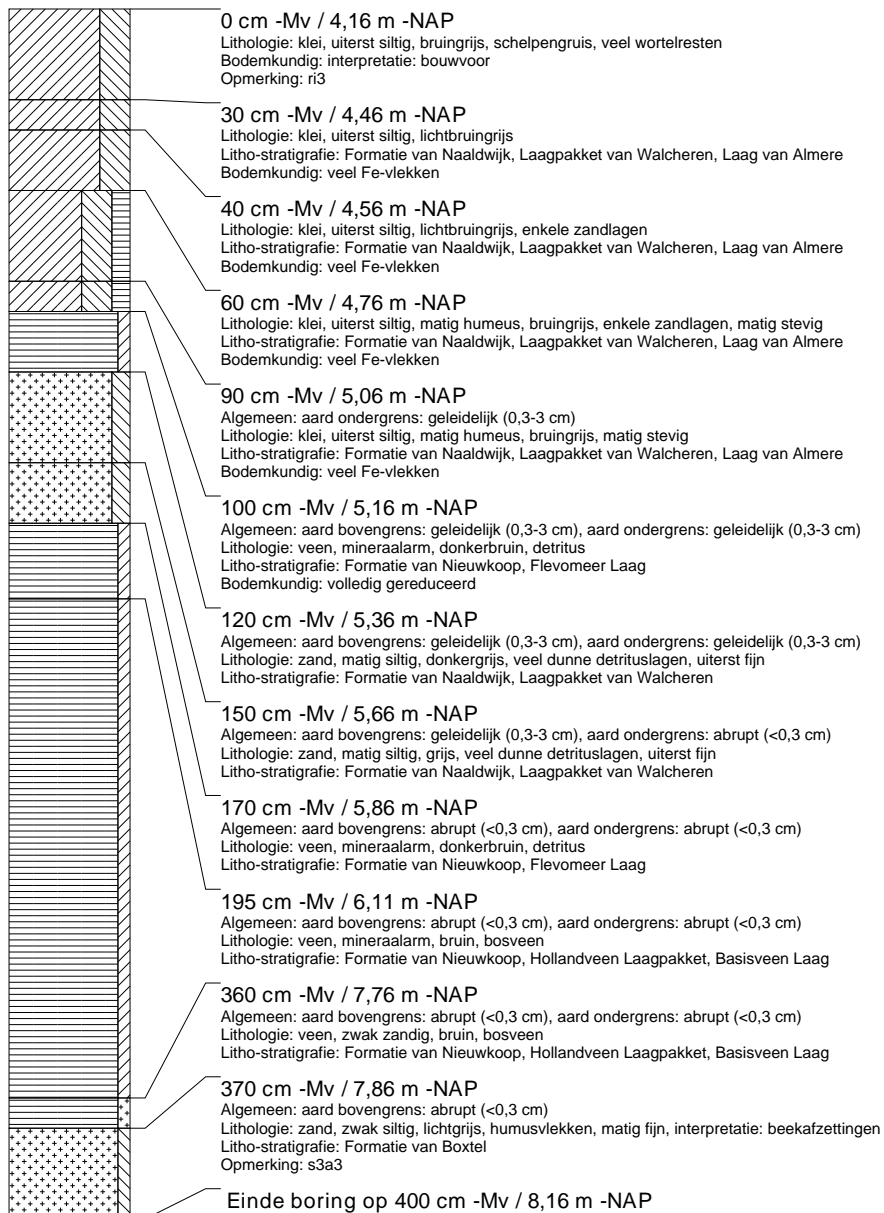 0 cm -Mv / 4,16 m -NAP
Lithologie: klei, uiterst siltig, bruingrijs, schelpengruis, veel wortelresten
Bodemkundig: interpretatie: bouwvoor
Opmerking: ri3
30 cm -Mv / 4,46 m -NAP
Lithologie: klei, uiterst siltig, lichtbruingrijs
Litho-stratigrafie: Formatie van Naaldwijk, Laagpakket van Walcheren, Laag van Almere
Bodemkundig: veel Fe-vlekken
40 cm -Mv / 4,56 m -NAP
Lithologie: klei, uiterst siltig, lichtbruingrijs, enkele zandlagen
Litho-stratigrafie: Formatie van Naaldwijk, Laagpakket van Walcheren, Laag van Almere
Bodemkundig: veel Fe-vlekken
60 cm -Mv / 4,76 m -NAP
Lithologie: klei, uiterst siltig, matig humeus, bruingrijs, enkele zandlagen, matig stevig
Litho-stratigrafie: Formatie van Naaldwijk, Laagpakket van Walcheren, Laag van Almere
Bodemkundig: veel Fe-vlekken
90 cm -Mv / 5,06 m -NAP
Algemeen: aard ondergrens: geleidelijk (0,3-3 cm)
Lithologie: klei, uiterst siltig, matig humeus, bruingrijs, matig stevig
Litho-stratigrafie: Formatie van Naaldwijk, Laagpakket van Walcheren, Laag van Almere
Bodemkundig: veel Fe-vlekken
100 cm -Mv / 5,16 m -NAP
Algemeen: aard bovengrens: geleidelijk (0,3-3 cm), aard ondergrens: geleidelijk (0,3-3 cm)
Lithologie: veen, mineraalarm, donkerbruin, detritus
Litho-stratigrafie: Formatie van Nieuwkoop, Flevomeer Laag
Bodemkundig: volledig gereduceerd
120 cm -Mv / 5,36 m -NAP
Algemeen: aard bovengrens: geleidelijk (0,3-3 cm), aard ondergrens: geleidelijk (0,3-3 cm)
Lithologie: zand, matig siltig, donkergrijs, veel dunne detrituslagen, uiterst fijn
Litho-stratigrafie: Formatie van Naaldwijk, Laagpakket van Walcheren
150 cm -Mv / 5,66 m -NAP
Algemeen: aard bovengrens: geleidelijk (0,3-3 cm), aard ondergrens: abrupt (<0,3 cm)
Lithologie: zand, matig siltig, grijs, veel dunne detrituslagen, uiterst fijn
Litho-stratigrafie: Formatie van Naaldwijk, Laagpakket van Walcheren
170 cm -Mv / 5,86 m -NAP
Algemeen: aard bovengrens: abrupt (<0,3 cm), aard ondergrens: abrupt (<0,3 cm)
Lithologie: veen, mineraalarm, donkerbruin, detritus
Litho-stratigrafie: Formatie van Nieuwkoop, Flevomeer Laag
195 cm -Mv / 6,11 m -NAP
Algemeen: aard bovengrens: abrupt (<0,3 cm), aard ondergrens: abrupt (<0,3 cm)
Lithologie: veen, mineraalarm, bruin, bosveen
Litho-stratigrafie: Formatie van Nieuwkoop, Hollandveen Laagpakket, Basisveen Laag
360 cm -Mv / 7,76 m -NAP
Algemeen: aard bovengrens: abrupt (<0,3 cm), aard ondergrens: abrupt (<0,3 cm)
Lithologie: veen, zwak zandig, bruin, bosveen
Litho-stratigrafie: Formatie van Nieuwkoop, Hollandveen Laagpakket, Basisveen Laag
370 cm -Mv / 7,86 m -NAP
Algemeen: aard bovengrens: abrupt (<0,3 cm)
Lithologie: zand, zwak siltig, lichtgrijs, humusvlekken, matig fijn, interpretatie: beekafzettingen
Litho-stratigrafie: Formatie van Boxtel
Opmerking: s3a3
Einde boring op 400 cm -Mv / 8,16 m -NAP